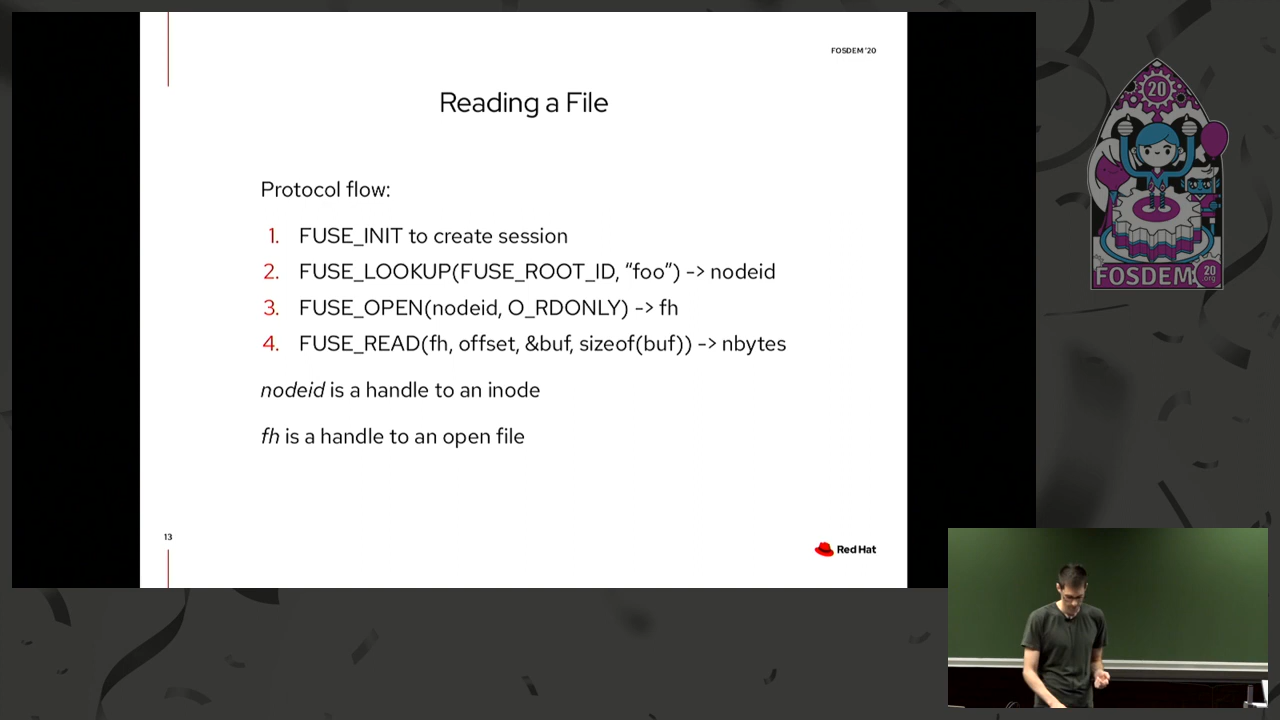 FOSDEM '20
Reading a File
Protocol flow:
1. FUSE_INIT to create session
2. FUSE_LOOKUP(FUSE_ROOT_ID, “foo”) -> nodeid
3. FUSE_OPEN(nodeid, O_RDONLY) -> fh
4. FUSE_READ(fh, offset, &buf, sizeof(buf)) -> nbytes
nodeid is a handle to an inode
fh is a handle to an open file
13
Red Hat
20
FOSDEM
20
.org